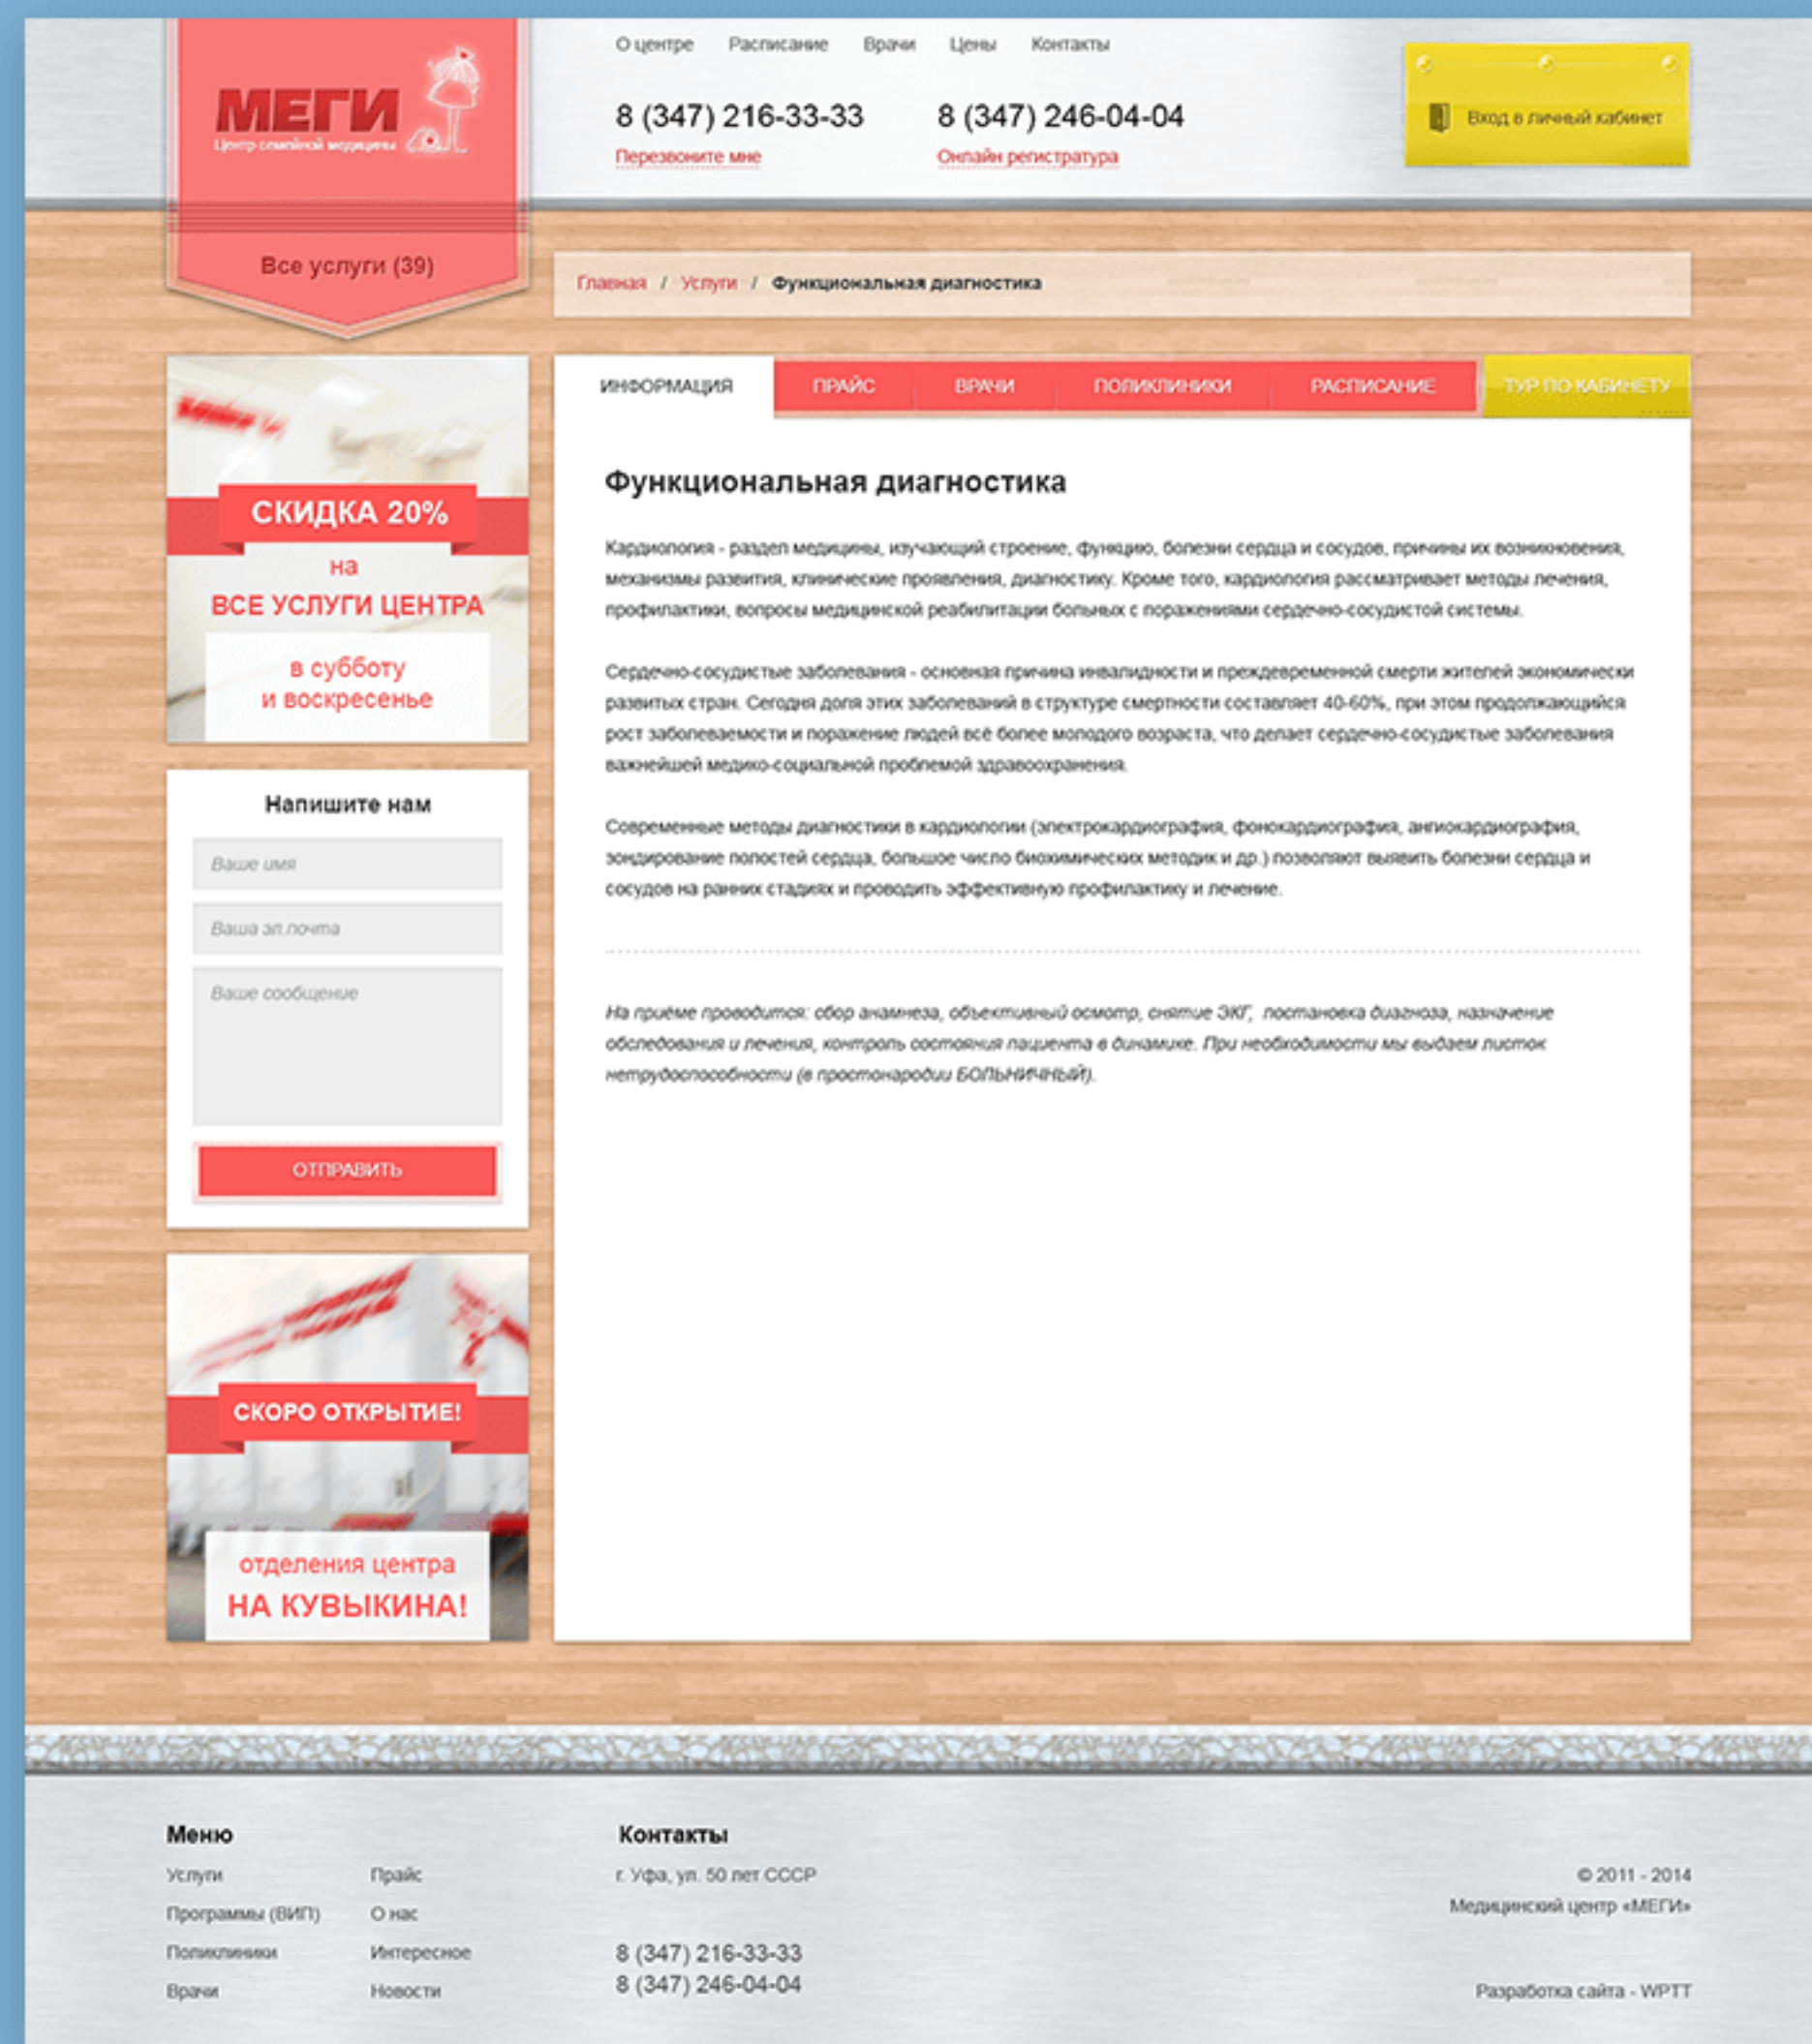 О центре Расписание Врачи Цены Контакты
МЕГИ
Центр семейной медицины
8 (347) 216-33-33 8 (347) 246-04-04
Перезвоните мне Онлайн регистратура
Вход в личный кабинет
Все услуги (39)
Главная / Услуги / Функциональная диагностика
ИНФОРМАЦИЯ ПРАЙС ВРАЧИ ПОЛИКЛИНИКИ РАСПИСАНИЕ ТУР ПО КАБИНЕТУ
СКИДКА 20%
на
ВСЕ УСЛУГИ ЦЕНТРА
в субботу
и воскресенье
Напишите нам
Ваше имя
Ваша эл.почта
Ваше сообщение
ОТПРАВИТЬ
СКОРО ОТКРЫТИЕ!
отделения центра
НА КУВЫКИНА!
Функциональная диагностика
Кардиология - раздел медицины, изучающий строение, функцию, болезни сердца и сосудов, причины их возникновения,
механизмы развития, клинические проявления, диагностику. Кроме того, кардиология рассматривает методы лечения,
профилактики, вопросы медицинской реабилитации больных с поражениями сердечно-сосудистой системы.
Сердечно-сосудистые заболевания - основная причина инвалидности и преждевременной смерти жителей экономически
развитых стран. Сегодня доля этих заболеваний в структуре смертности составляет 40-60%, при этом продолжающийся
рост заболеваемости и поражение людей всё более молодого возраста, что делает сердечно-сосудистые заболевания
важнейшей медико-социальной проблемой здравоохранения.
Современные методы диагностики в кардиологии (электрокардиография, фонокардиография, ангиокардиография,
зондирование полостей сердца, большое число биохимических методик и др.) позволяют выявить болезни сердца и
сосудов на ранних стадиях и проводить эффективную профилактику и лечение.
На приёме проводится: сбор анамнеза, объективный осмотр, снятие ЭКГ, постановка диагноза, назначение
обследования и лечения, контроль состояния пациента в динамике. При необходимости мы выдаем листок
нетрудоспособности (в простонародии БОЛЬНИЧНЫЙ).
Меню
Услуги Прайс
Программы (ВИП) О нас
Поликлиники Интересное
Врачи Новости
Контакты
г. Уфа, ул. 50 лет СССР
8 (347) 216-33-33
8 (347) 246-04-04
© 2011 - 2014
Медицинский центр «МЕГИ»
Разработка сайта - WPTT